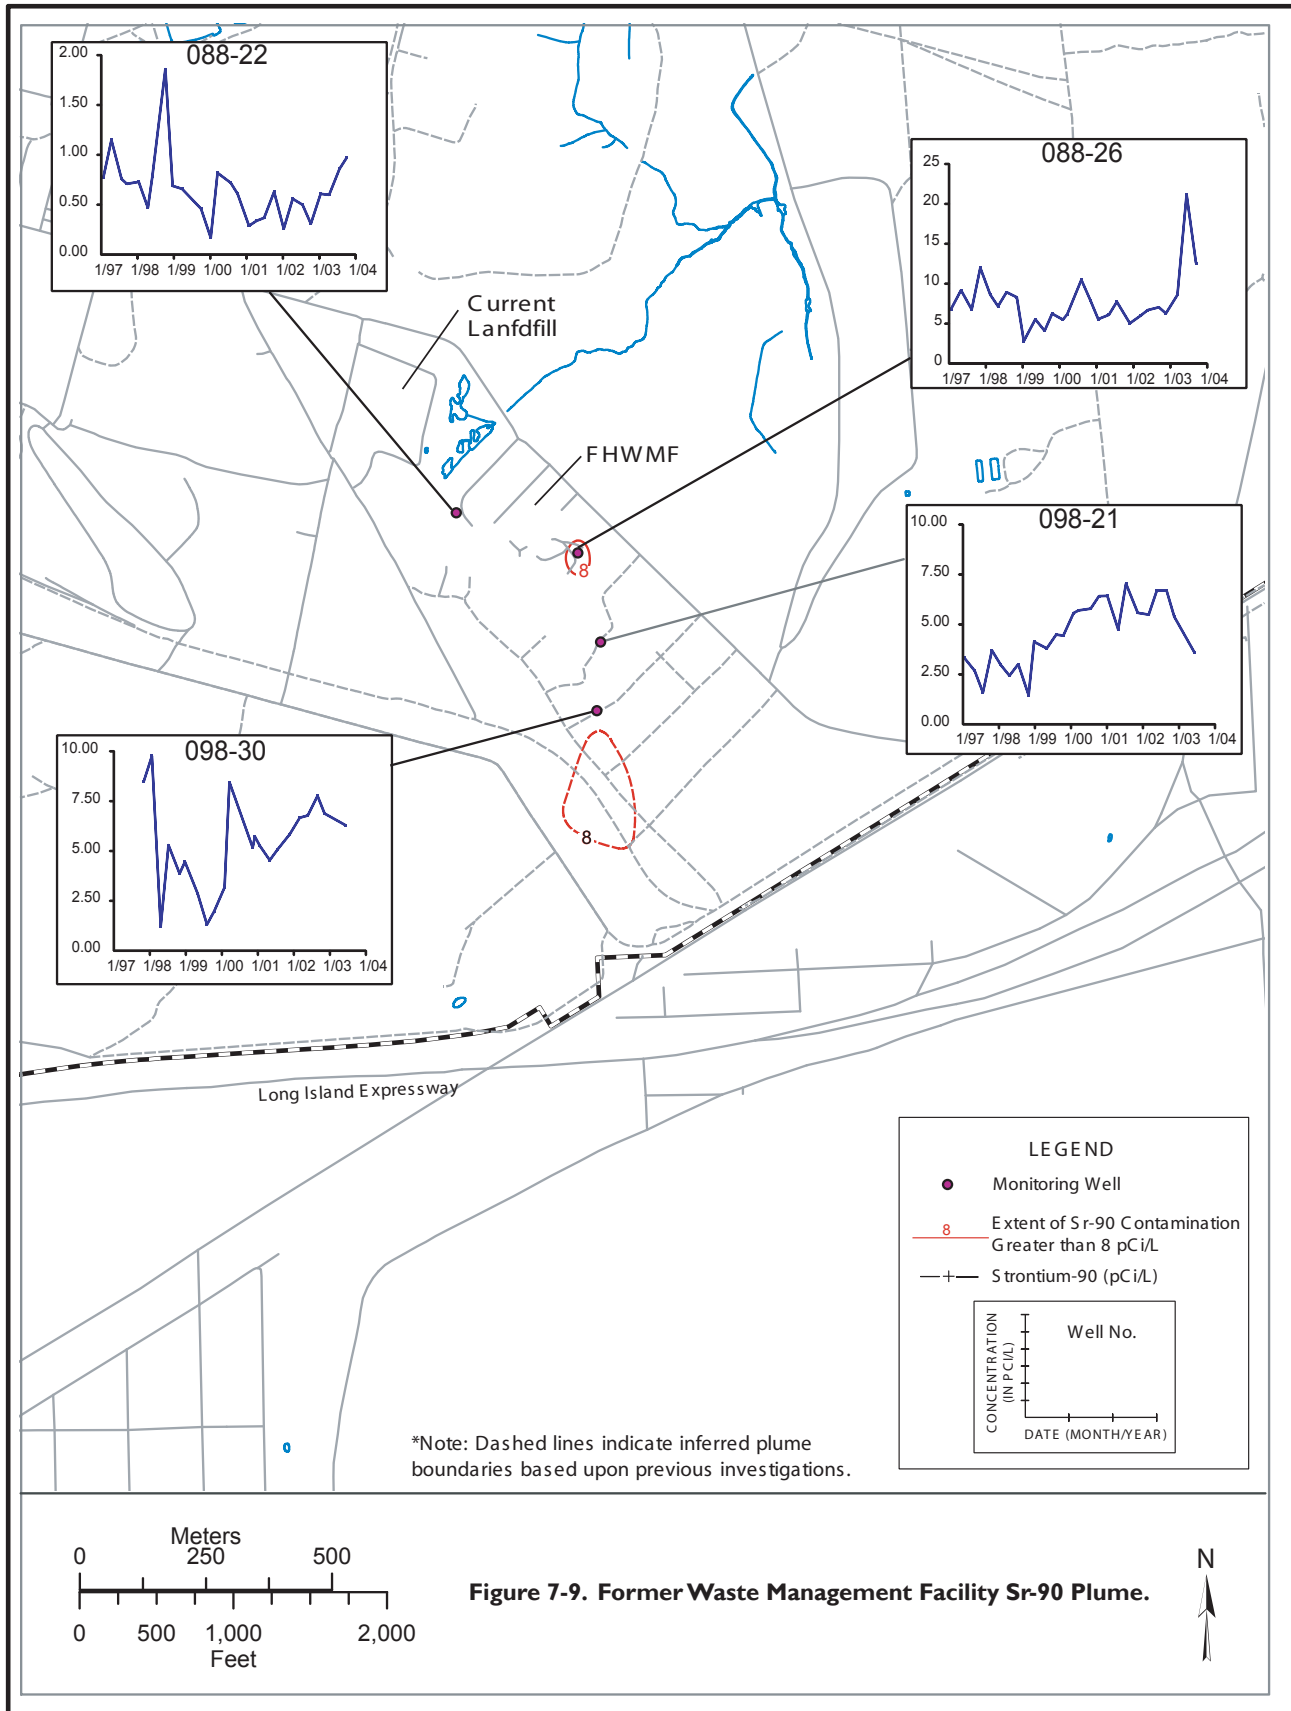 088-22
2.00
1.50
1.00
0.50
0.00
1/97 1/98 1/99 1/00 1/01 1/02 1/03 1/04
088-26
25
20
15
10
5
0
1/97 1/98 1/99 1/00 1/01 1/02 1/03 1/04
Current
Lanfdfill
FHWMF
8
098-21
10.00
7.50
5.00
2.50
0.00
1/97 1/98 1/99 1/00 1/01 1/02 1/03 1/04
098-30
10.00
7.50
5.00
2.50
0.00
1/97 1/98 1/99 1/00 1/01 1/02 1/03 1/04
8
Long Island Expressway
LEGEND
Monitoring Well
8
Extent of Sr-90 Contamination
Greater than 8 pCi/L
Strontium-90 (pCi/L)
CONCENTRATION
(IN PCI/L)
Well No.
DATE (MONTH/YEAR)
*Note: Dashed lines indicate inferred plume
boundaries based upon previous investigations.
Meters
0 250 500
0 500 1,000 2,000
Feet
Figure 7-9. Former Waste Management Facility Sr-90 Plume.
N